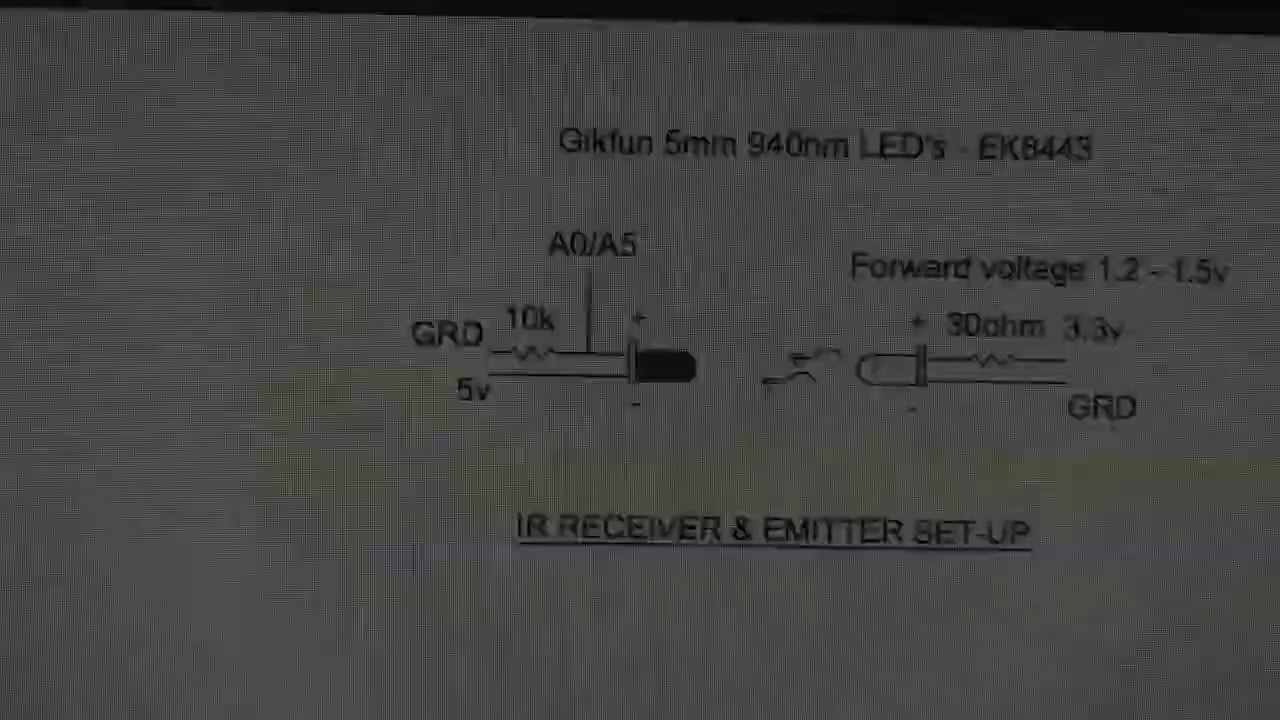 Gikfun 5mm 940nm LED's - EK8443
A0/A5
Forward voltage 1.2 - 1.5v
GRD 10k +
+ 30ohm 3.3v
5v -
- GRD
IR RECEIVER & EMITTER SET-UP